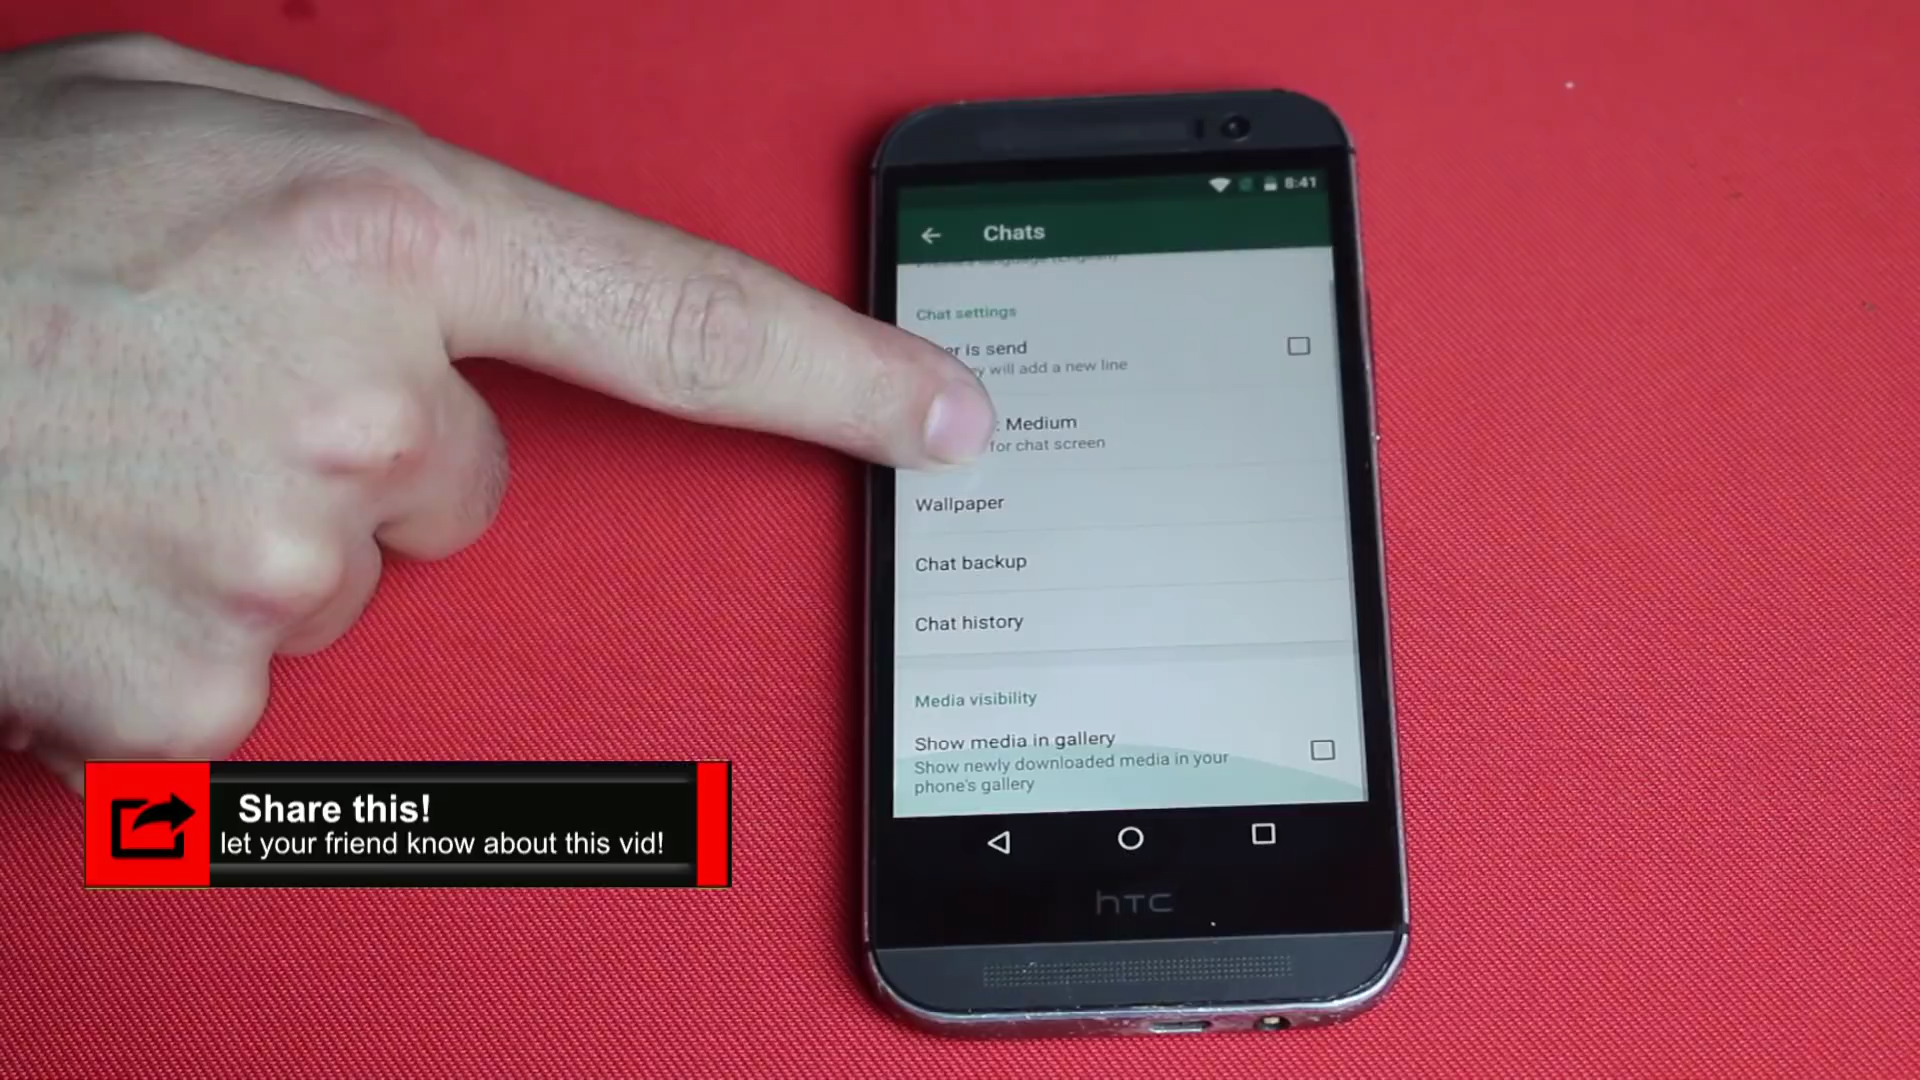 8:41
Chats
Chat settings
is send
will add a new line
: Medium
for chat screen
Wallpaper
Chat backup
Chat history
Media visibility
Show media in gallery
Show newly downloaded media in your
phone's gallery
hTC
Share this!
let your friend know about this vid!